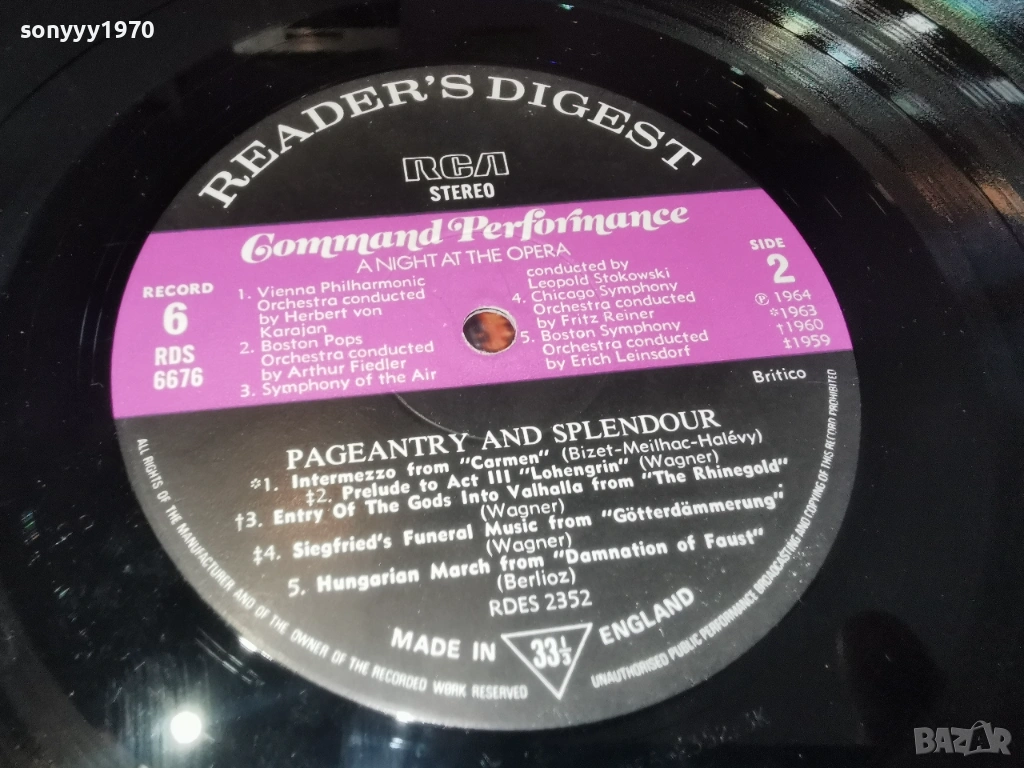 sonyyy1970
READER'S DIGEST
RCA
STEREO
Command Performance
A NIGHT AT THE OPERA
RECORD
6
RDS
6676
1. Vienna Philharmonic
Orchestra conducted
by Herbert von
Karajan
2. Boston Pops
Orchestra conducted
by Arthur Fiedler
3. Symphony of the Air
conducted by
Leopold Stokowski
4. Chicago Symphony
Orchestra conducted
by Fritz Reiner
5. Boston Symphony
Orchestra conducted
by Erich Leinsdorf
SIDE
2
℗ 1964
*1963
†1960
‡1959
Britico
PAGEANTRY AND SPLENDOUR
*1. Intermezzo from "Carmen" (Bizet-Meilhac-Halévy)
‡2. Prelude to Act III "Lohengrin" (Wagner)
†3. Entry Of The Gods Into Valhalla from "The Rhinegold"
(Wagner)
‡4. Siegfried's Funeral Music from "Götterdämmerung"
(Wagner)
5. Hungarian March from "Damnation of Faust"
(Berlioz)
RDES 2352
MADE IN 33⅓ ENGLAND
ALL RIGHTS OF THE MANUFACTURER AND OF THE OWNER OF THE RECORDED WORK RESERVED
UNAUTHORISED PUBLIC PERFORMANCE BROADCASTING AND COPYING OF THIS RECORD PROHIBITED
BAZAR